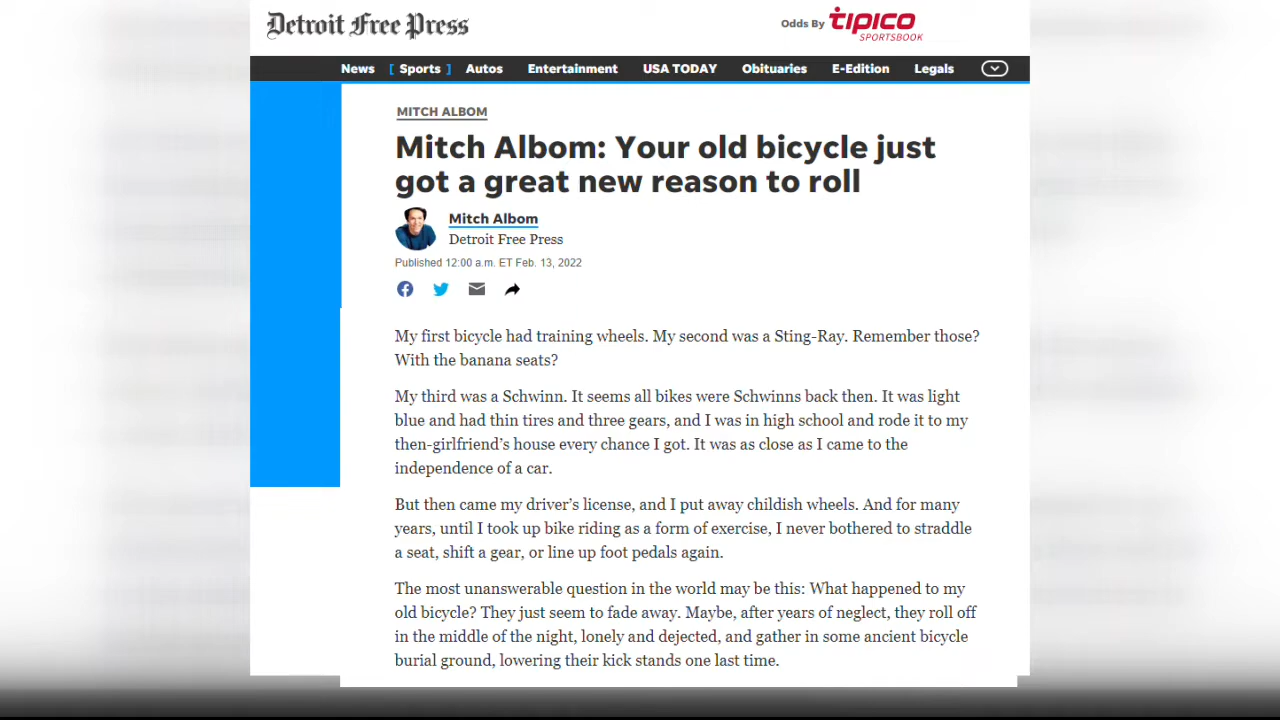 Detroit Free Press
Odds By tipico
SPORTSBOOK
News [ Sports ] Autos Entertainment USA TODAY Obituaries E-Edition Legals
MITCH ALBOM
Mitch Albom: Your old bicycle just
got a great new reason to roll
Mitch Albom
Detroit Free Press
Published 12:00 a.m. ET Feb. 13, 2022
My first bicycle had training wheels. My second was a Sting-Ray. Remember those?
With the banana seats?
My third was a Schwinn. It seems all bikes were Schwinns back then. It was light
blue and had thin tires and three gears, and I was in high school and rode it to my
then-girlfriend’s house every chance I got. It was as close as I came to the
independence of a car.
But then came my driver’s license, and I put away childish wheels. And for many
years, until I took up bike riding as a form of exercise, I never bothered to straddle
a seat, shift a gear, or line up foot pedals again.
The most unanswerable question in the world may be this: What happened to my
old bicycle? They just seem to fade away. Maybe, after years of neglect, they roll off
in the middle of the night, lonely and dejected, and gather in some ancient bicycle
burial ground, lowering their kick stands one last time.